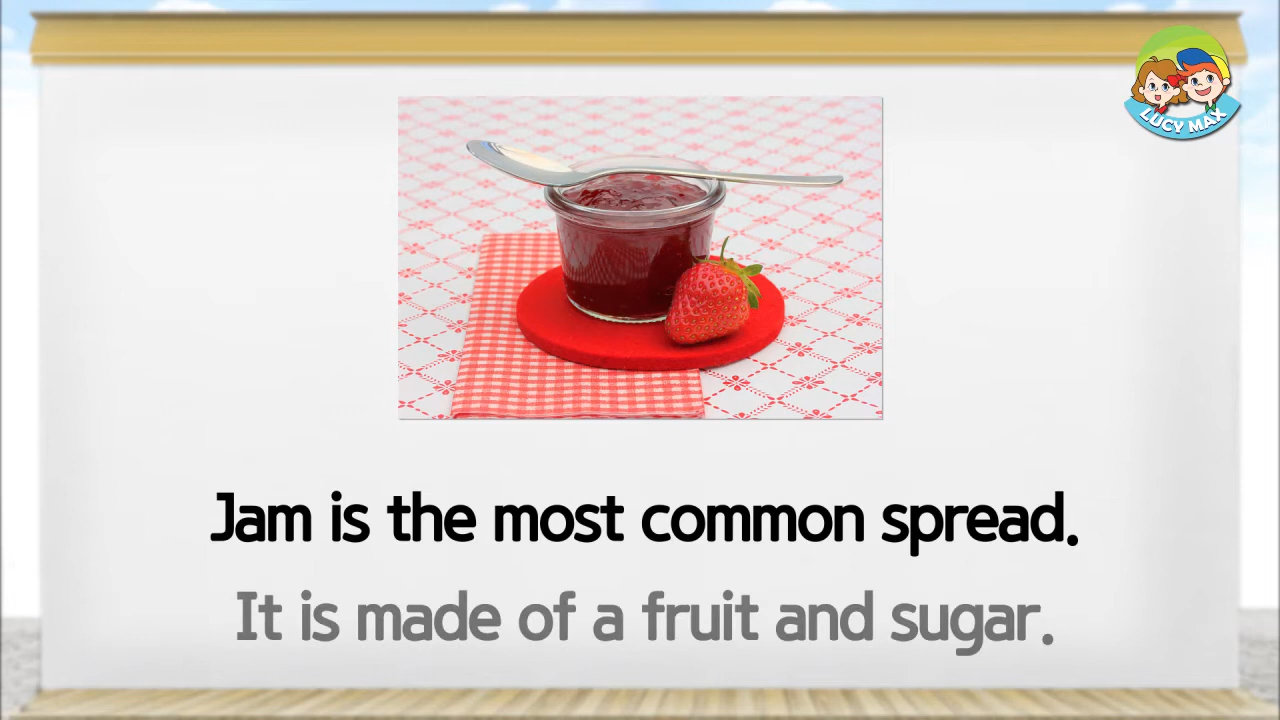 LUCY MAX
Jam is the most common spread.
It is made of a fruit and sugar.